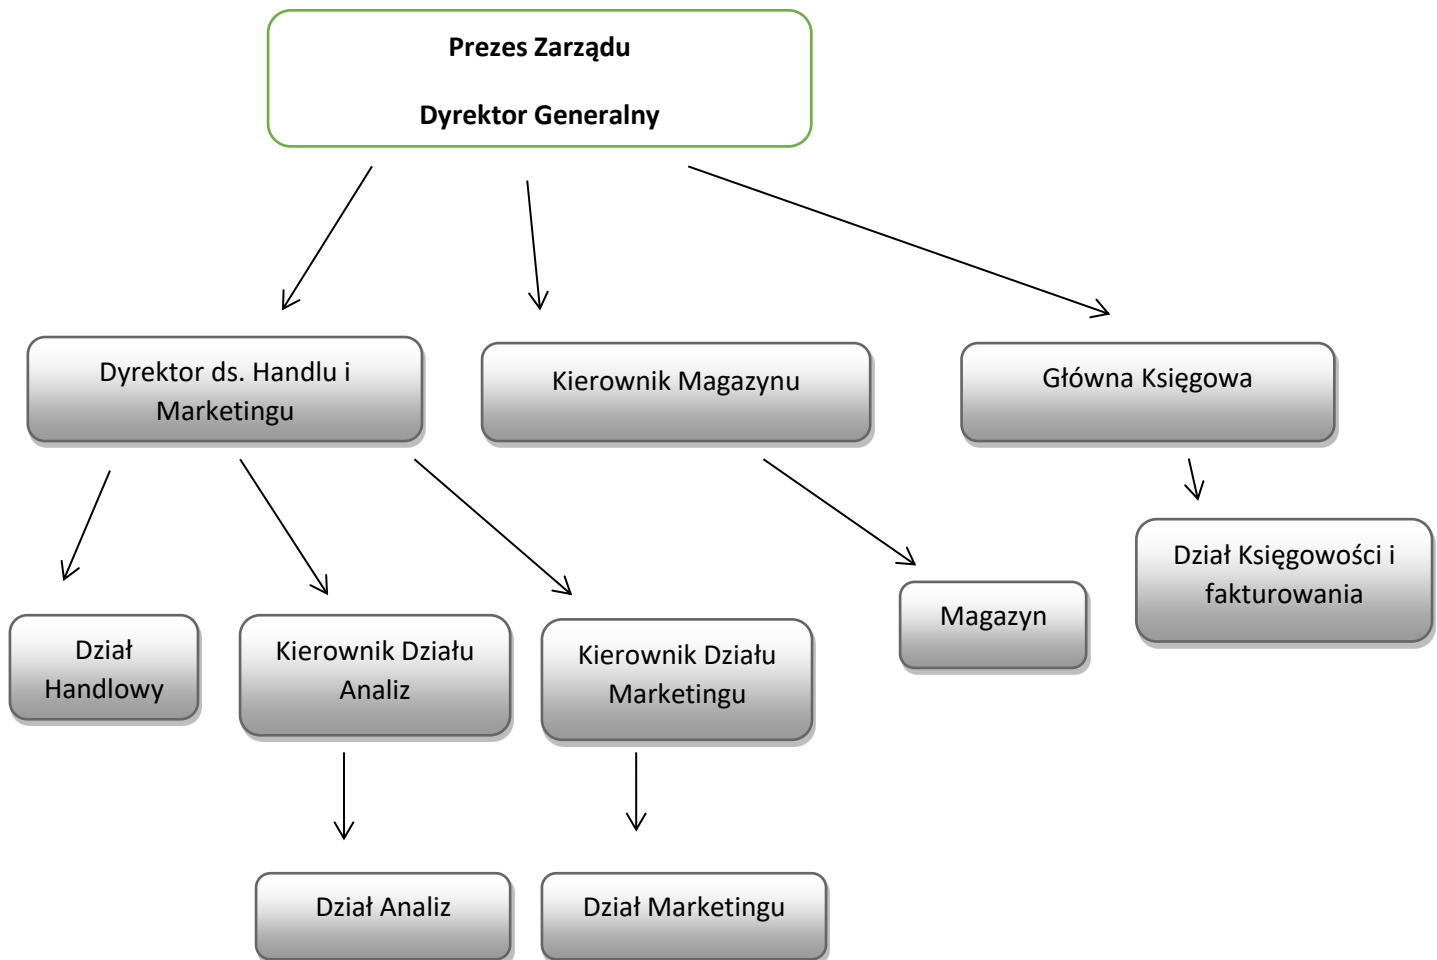 Prezes Zarządu
Dyrektor Generalny
Dyrektor ds. Handlu i
Marketingu
Kierownik Magazynu
Główna Księgowa
Dział Księgowości i
fakturowania
Magazyn
Dział
Handlowy
Kierownik Działu
Analiz
Kierownik Działu
Marketingu
Dział Analiz
Dział Marketingu